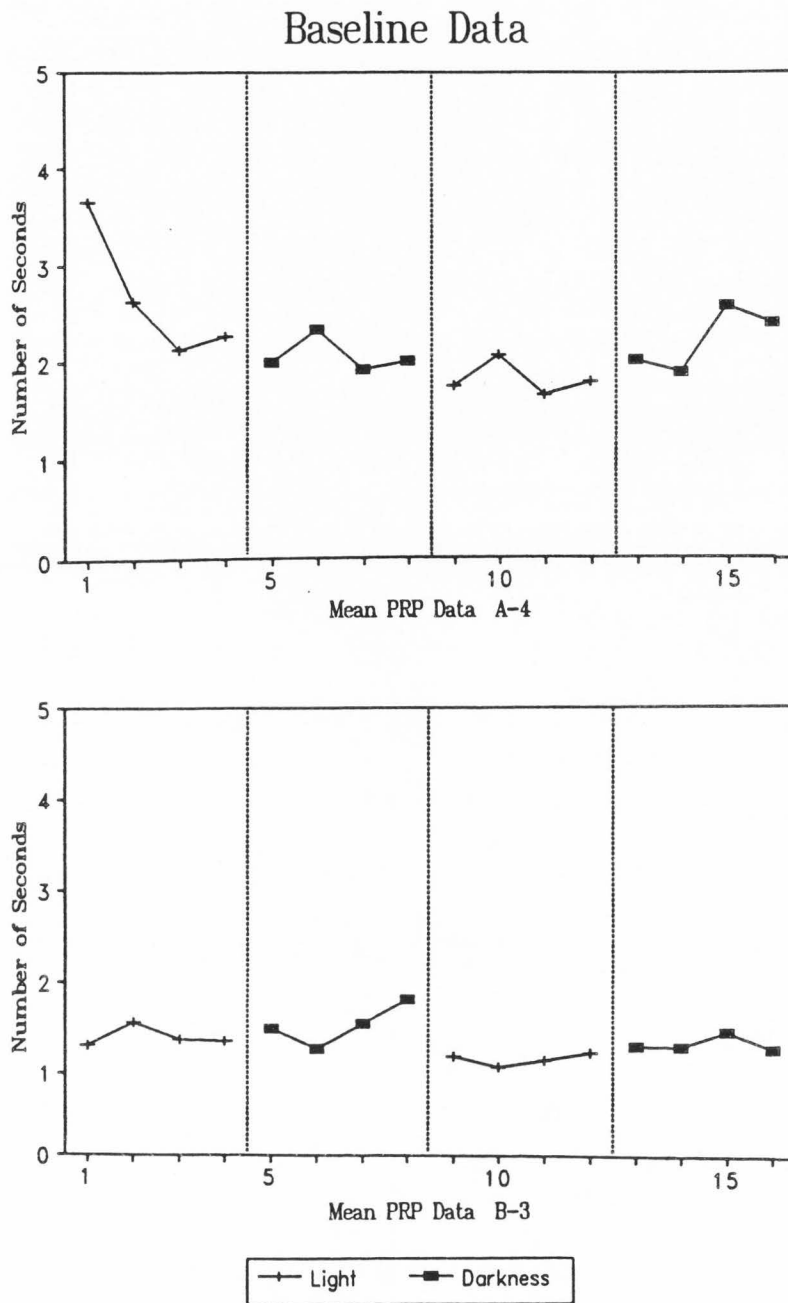 Baseline Data
5
4
3
2
1
0
Number of Seconds
1 5 10 15
Mean PRP Data A-4
5
4
3
2
1
0
Number of Seconds
1 5 10 15
Mean PRP Data B-3
Light Darkness